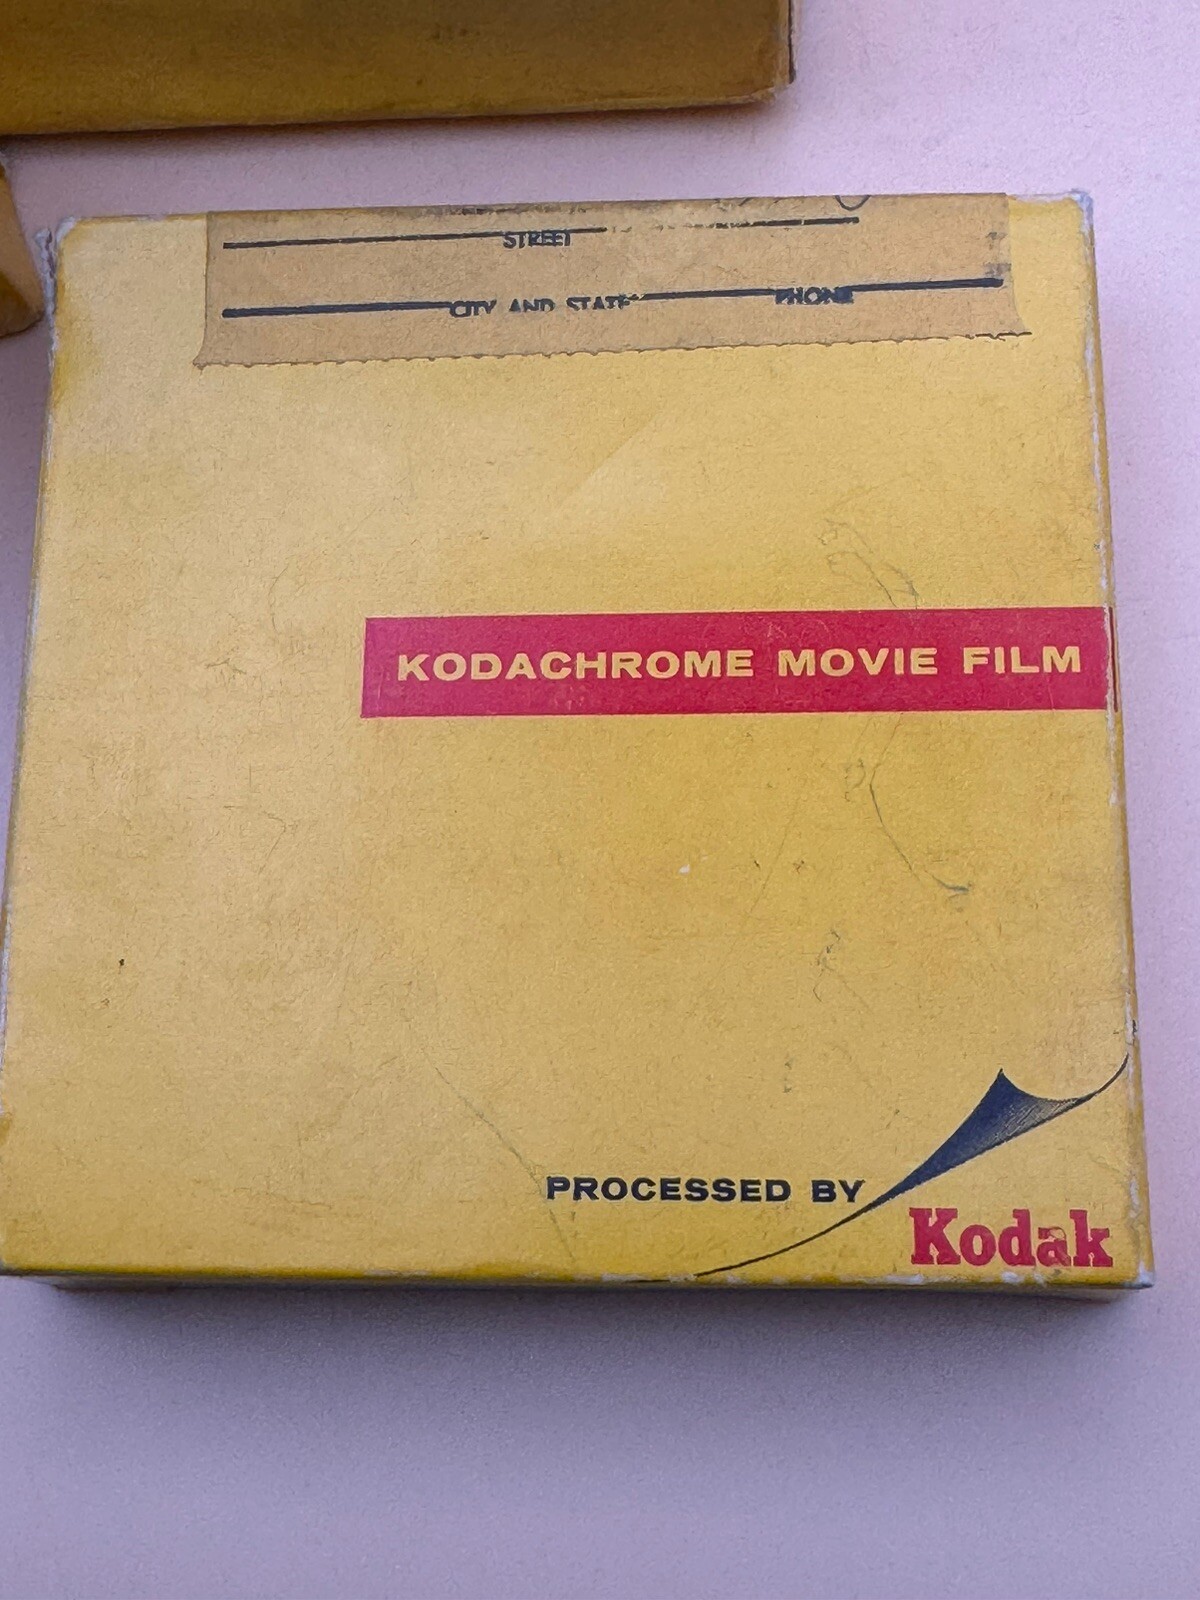 STREET
CITY AND STATE PHONE
KODACHROME MOVIE FILM
PROCESSED BY
Kodak